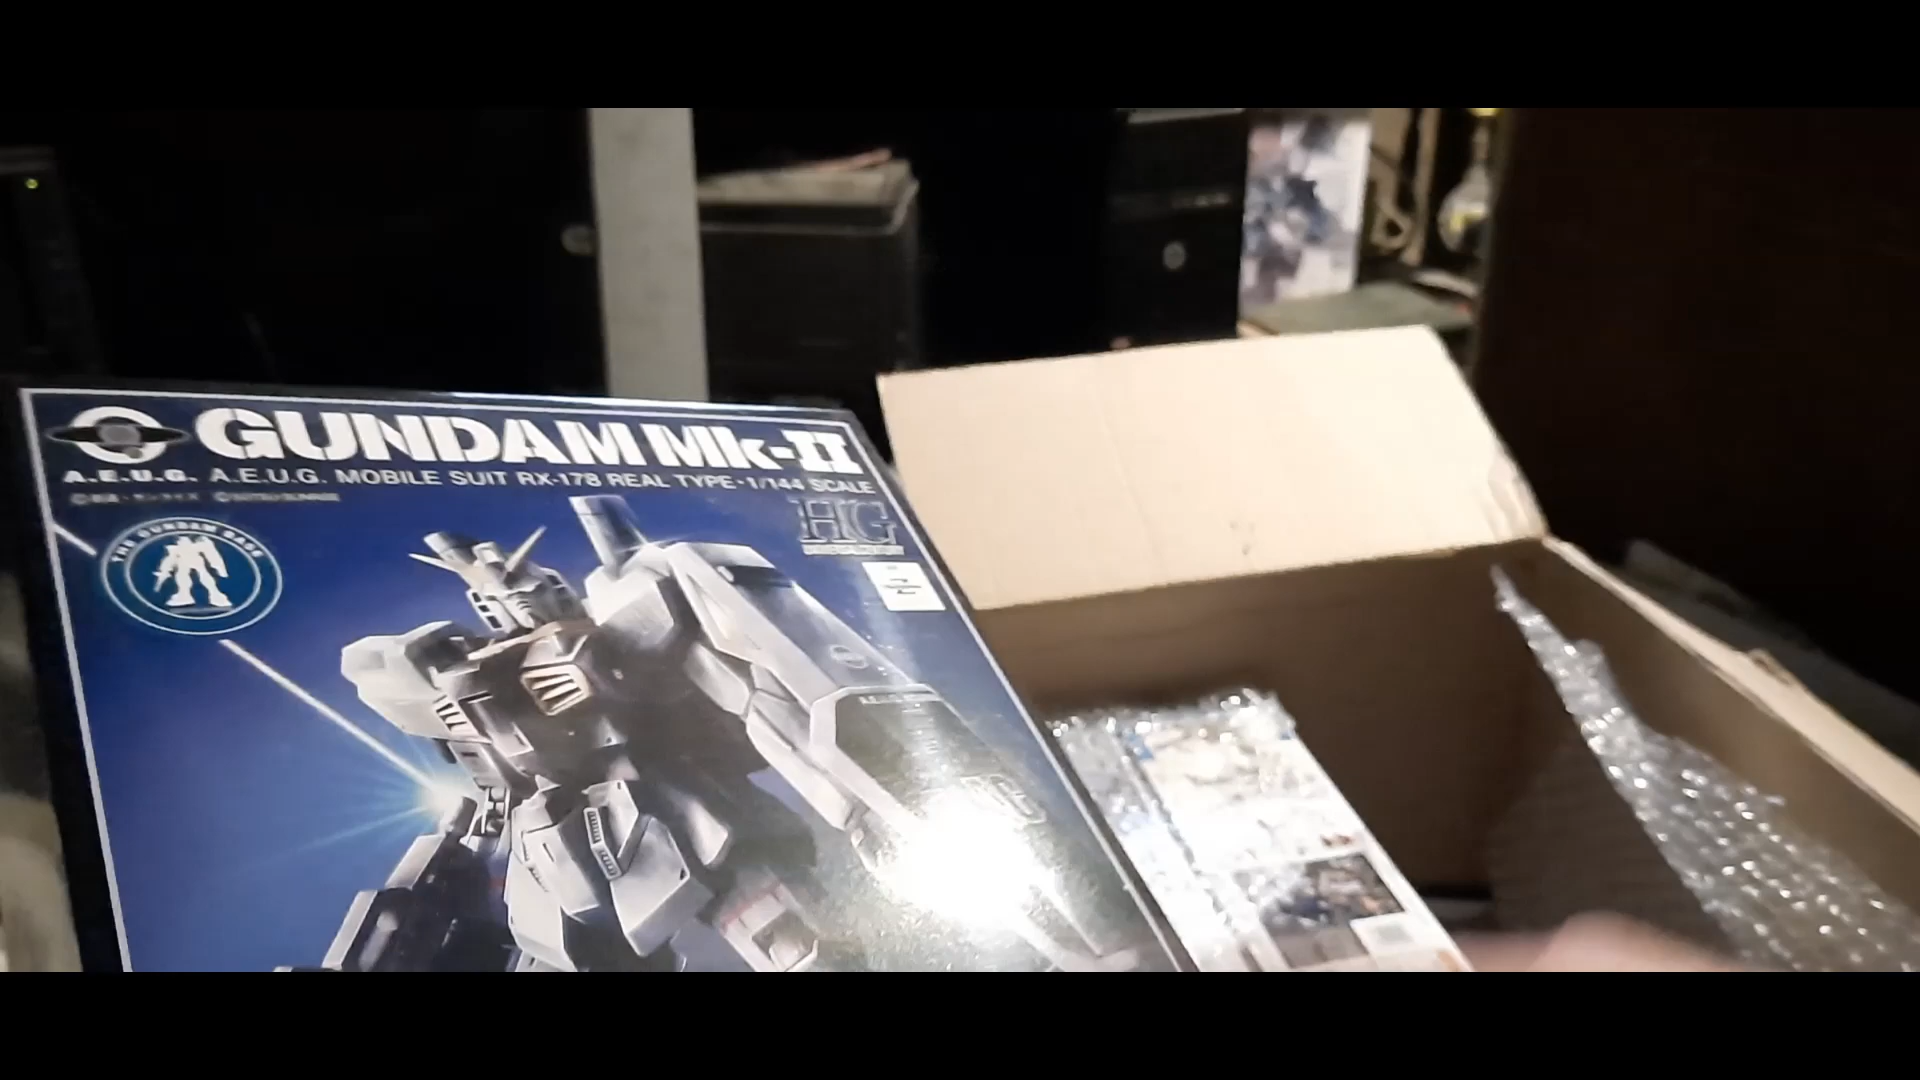 GUNDAM Mk-II
A.E.U.G.
A.E.U.G. MOBILE SUIT RX-178 REAL TYPE・1/144 SCALE
THE GUNDAM BASE
HG